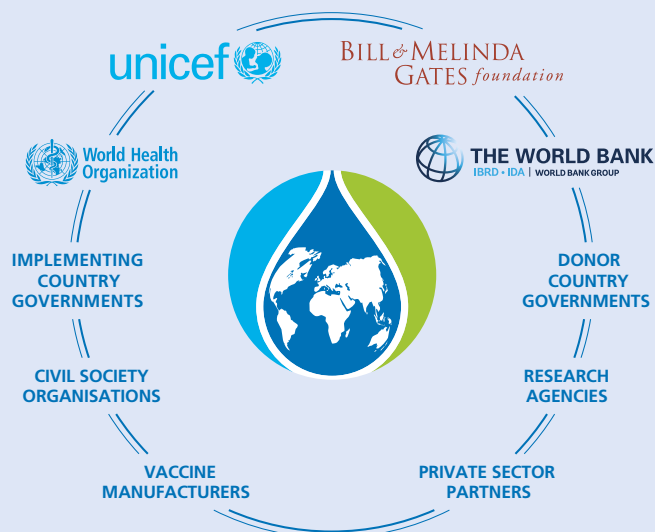 unicef
BILL & MELINDA
GATES foundation
World Health
Organization
THE WORLD BANK
IBRD • IDA | WORLD BANK GROUP
IMPLEMENTING
COUNTRY
GOVERNMENTS
DONOR
COUNTRY
GOVERNMENTS
CIVIL SOCIETY
ORGANISATIONS
RESEARCH
AGENCIES
VACCINE
MANUFACTURERS
PRIVATE SECTOR
PARTNERS